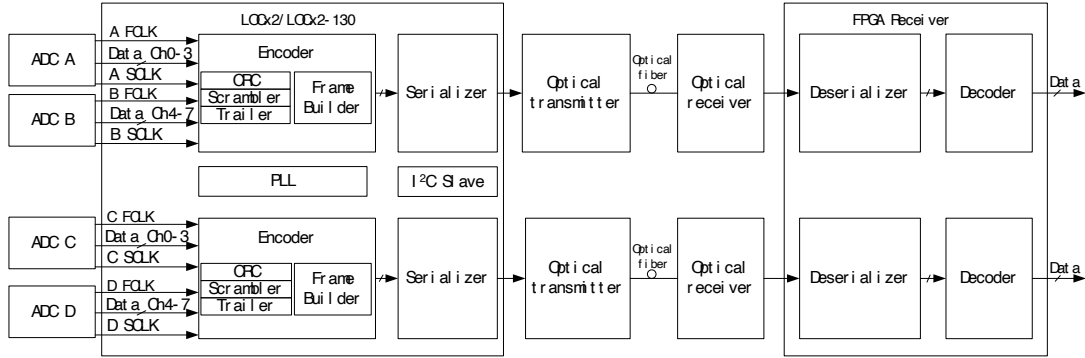 LOCx2/LOCx2-130
FPGA Receiver
ADC A
A FCLK
Data Ch0-3
A SCLK
ADC B
B FCLK
Data Ch4-7
B SCLK
Encoder
CRC
Scrambler
Trailer
Frame
Builder
Serializer
Optical
transmitter
Optical
fiber
Optical
receiver
Deserializer
Decoder
Data
PLL
I²C Slave
ADC C
C FCLK
Data Ch0-3
C SCLK
ADC D
D FCLK
Data Ch4-7
D SCLK
Encoder
CRC
Scrambler
Trailer
Frame
Builder
Serializer
Optical
transmitter
Optical
fiber
Optical
receiver
Deserializer
Decoder
Data